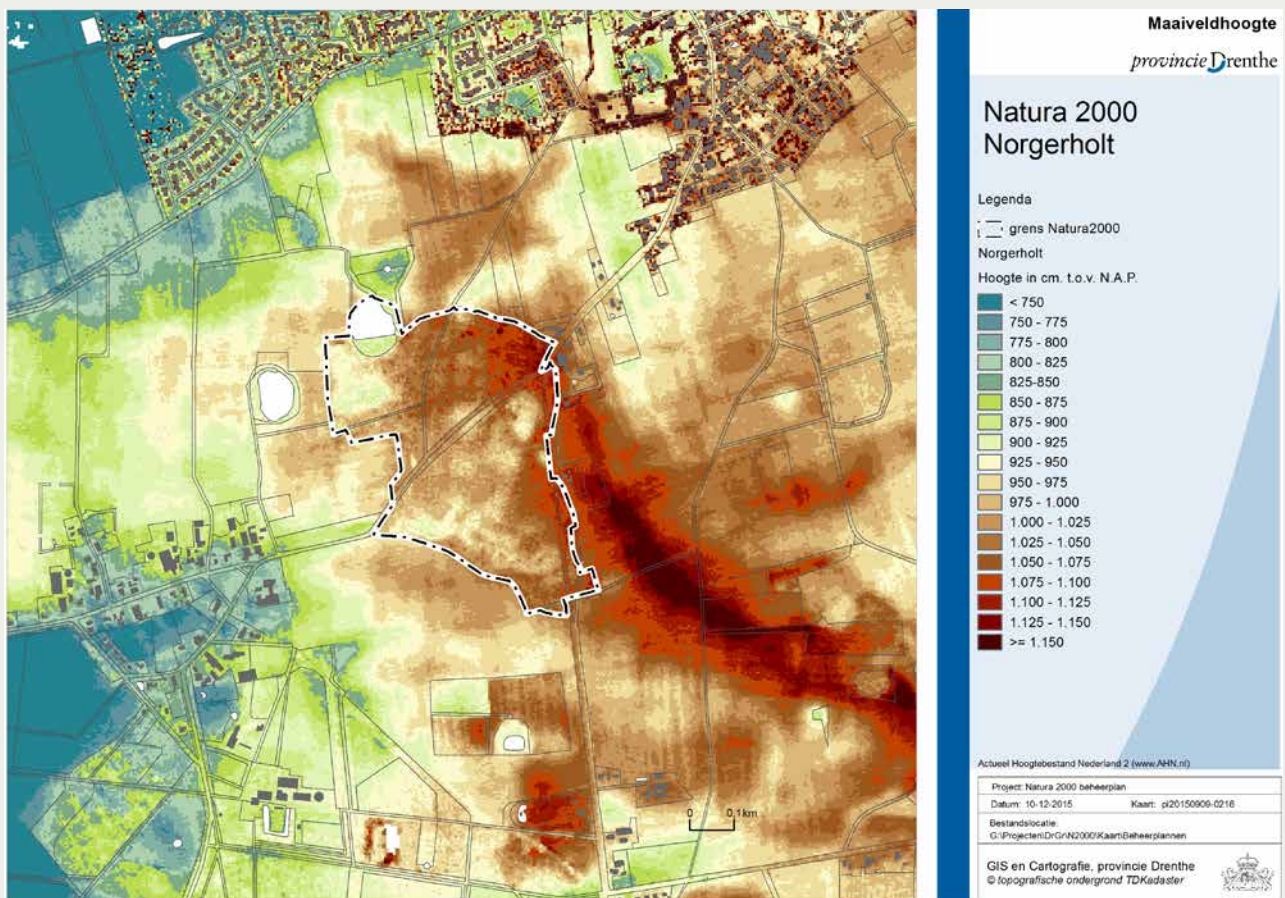 Maaiveldhoogte
provincie Drenthe
Natura 2000
Norgerholt
Legenda
grens Natura2000
Norgerholt
Hoogte in cm. t.o.v. N.A.P.
< 750
750 - 775
775 - 800
800 - 825
825-850
850 - 875
875 - 900
900 - 925
925 - 950
950 - 975
975 - 1.000
1.000 - 1.025
1.025 - 1.050
1.050 - 1.075
1.075 - 1.100
1.100 - 1.125
1.125 - 1.150
>= 1.150
0 0,1km
Actueel Hoogtebestand Nederland 2 (www.AHN.nl)
Project: Natura 2000 beheerplan
Datum: 10-12-2015 Kaart: pl20150909-0216
Bestandslocatie:
G:\Projecten\DrGr\N2000\Kaart\Beheerplannen
GIS en Cartografie, provincie Drenthe
© topografische ondergrond TDKadaster